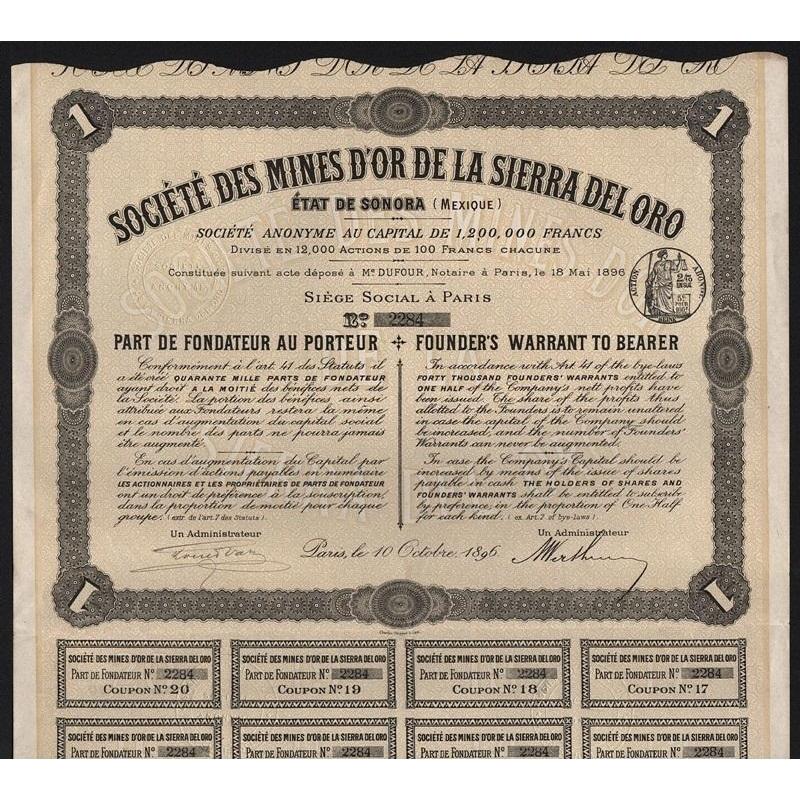 1
1
SOCIÉTÉ DES MINES D'OR DE LA SIERRA DEL ORO
ÉTAT DE SONORA (MEXIQUE)
SOCIÉTÉ ANONYME AU CAPITAL DE 1,200,000 FRANCS
DIVISÉ EN 12,000 ACTIONS DE 100 FRANCS CHACUNE
Constituée suivant acte déposé à Me DUFOUR, Notaire à Paris, le 18 Mai 1896
SIÈGE SOCIAL À PARIS
ACTION ABONNÉ
SEINE
No 2284
PART DE FONDATEUR AU PORTEUR
Conformément à l'art. 41 des Statuts il
a été créé QUARANTE MILLE PARTS DE FONDATEUR
ayant droit A LA MOITIÉ des bénéfices nets de
la Société. La portion des bénéfices, ainsi
attribuée aux Fondateurs restera la même
en cas d'augmentation du capital social
et le nombre des parts ne pourra jamais
être augmenté.
En cas d'augmentation du Capital par
l'émission d'actions payables en numéraire
LES ACTIONNAIRES ET LES PROPRIÉTAIRES DE PARTS DE FONDATEUR
ont un droit de préférence à la souscription,
dans la proportion de moitié pour chaque
groupe. (extr. de l'art. 7 des Statuts).
Un Administrateur
FOUNDER'S WARRANT TO BEARER
In accordance with Art. 41 of the bye-laws
FORTY THOUSAND FOUNDERS' WARRANTS entitled to
ONE HALF of the Company's nett profits have
been issued. The share of the profits thus
allotted to the Founders is to remain unaltered
in case the capital of the Company should
be increased, and the number of Founders'
Warrants can never be augmented.
In case the Company's Capital should be
increased by means of the issue of shares
payable in cash THE HOLDERS OF SHARES AND
FOUNDERS' WARRANTS shall be entitled to subscribe
by preference, in the proportion of One Half
for each kind. (ex. Art. 7 of bye-laws).
Un Administrateur
Paris, le 10 Octobre 1896
1
1
SOCIÉTÉ DES MINES D'OR DE LA SIERRA DEL ORO
PART DE FONDATEUR No 2284
COUPON No 20
SOCIÉTÉ DES MINES D'OR DE LA SIERRA DEL ORO
PART DE FONDATEUR No 2284
COUPON No 19
SOCIÉTÉ DES MINES D'OR DE LA SIERRA DEL ORO
PART DE FONDATEUR No 2284
COUPON No 18
SOCIÉTÉ DES MINES D'OR DE LA SIERRA DEL ORO
PART DE FONDATEUR No 2284
COUPON No 17
SOCIÉTÉ DES MINES D'OR DE LA SIERRA DEL ORO
PART DE FONDATEUR No 2284
SOCIÉTÉ DES MINES D'OR DE LA SIERRA DEL ORO
PART DE FONDATEUR No 2284
SOCIÉTÉ DES MINES D'OR DE LA SIERRA DEL ORO
PART DE FONDATEUR No 2284
SOCIÉTÉ DES MINES D'OR DE LA SIERRA DEL ORO
PART DE FONDATEUR No 2284